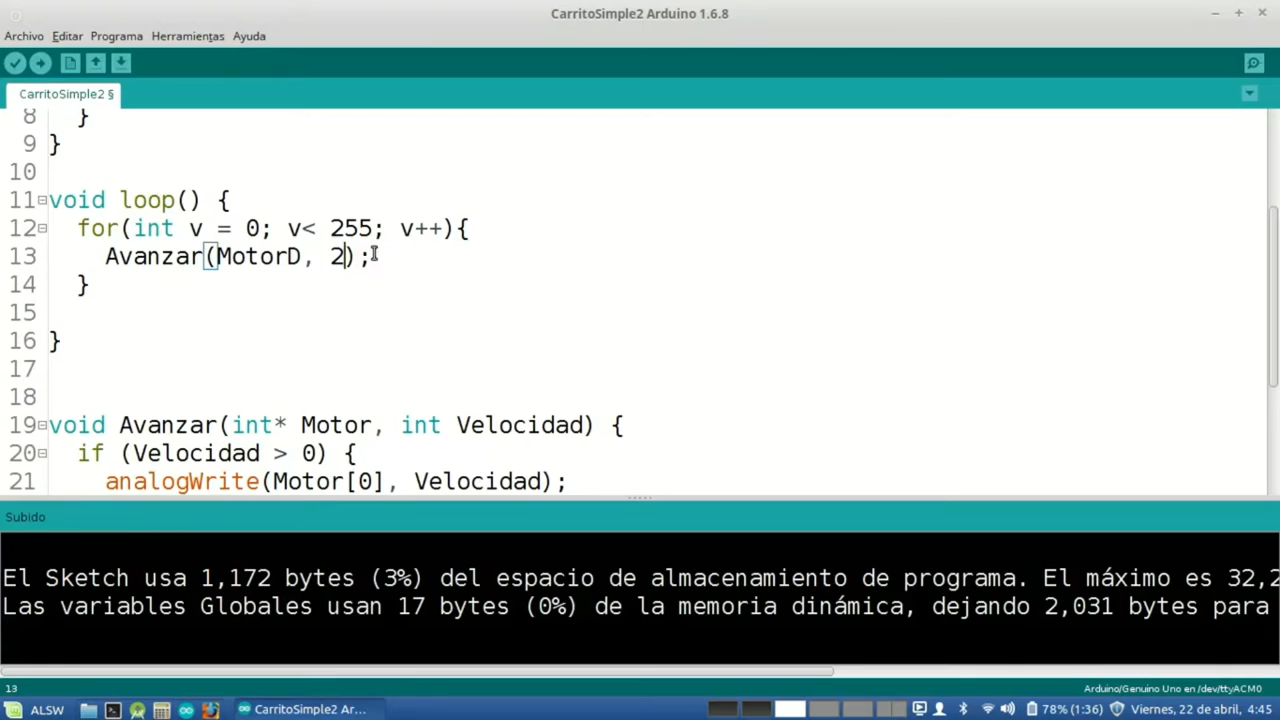 CarritoSimple2 Arduino 1.6.8
Archivo Editar Programa Herramientas Ayuda
CarritoSimple2 §
8 }
9 }
10
11 void loop() {
12 for(int v = 0; v< 255; v++){
13 Avanzar(MotorD, 2);
14 }
15
16 }
17
18
19 void Avanzar(int* Motor, int Velocidad) {
20 if (Velocidad > 0) {
21 analogWrite(Motor[0], Velocidad);
Subido
El Sketch usa 1,172 bytes (3%) del espacio de almacenamiento de programa. El máximo es 32,2
Las variables Globales usan 17 bytes (0%) de la memoria dinámica, dejando 2,031 bytes para
13 Arduino/Genuino Uno en /dev/ttyACM0
ALSW CarritoSimple2 Ar... 78% (1:36) Viernes, 22 de abril, 4:45